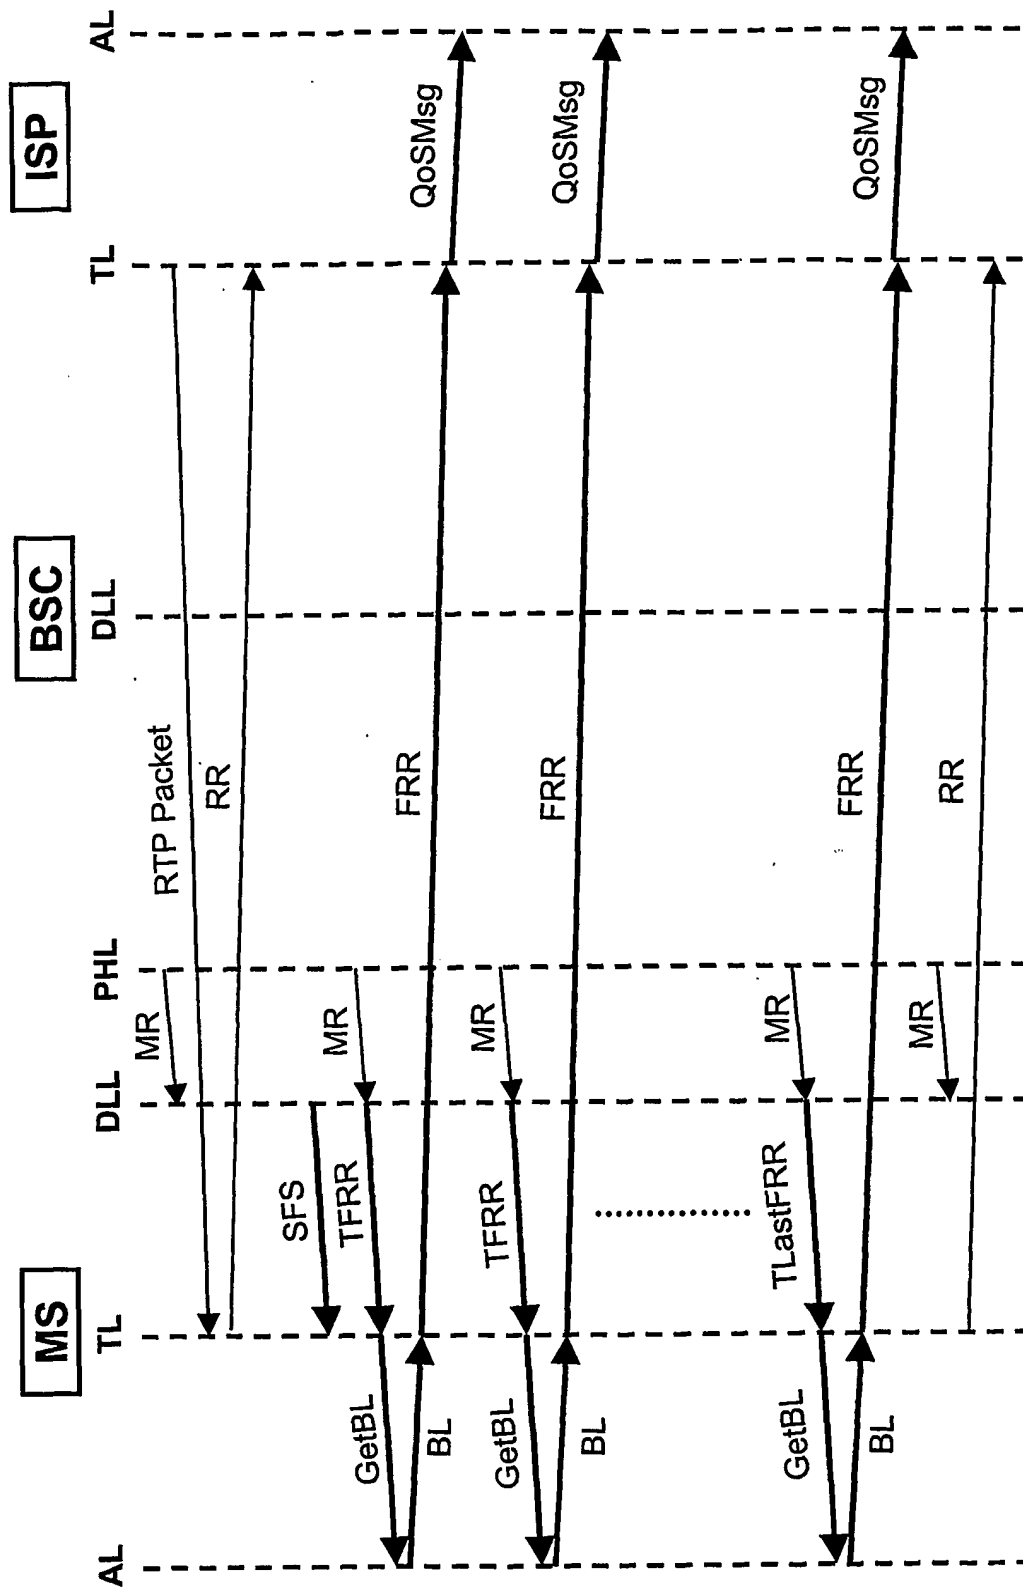 MS
BSC
ISP
AL
TL
DLL
PHL
DLL
TL
AL
MR
RTP Packet
RR
SFS
MR
TFRR
GetBL
BL
FRR
QoSMsg
MR
TFRR
GetBL
BL
FRR
QoSMsg
MR
TLastFRR
GetBL
BL
FRR
QoSMsg
MR
RR